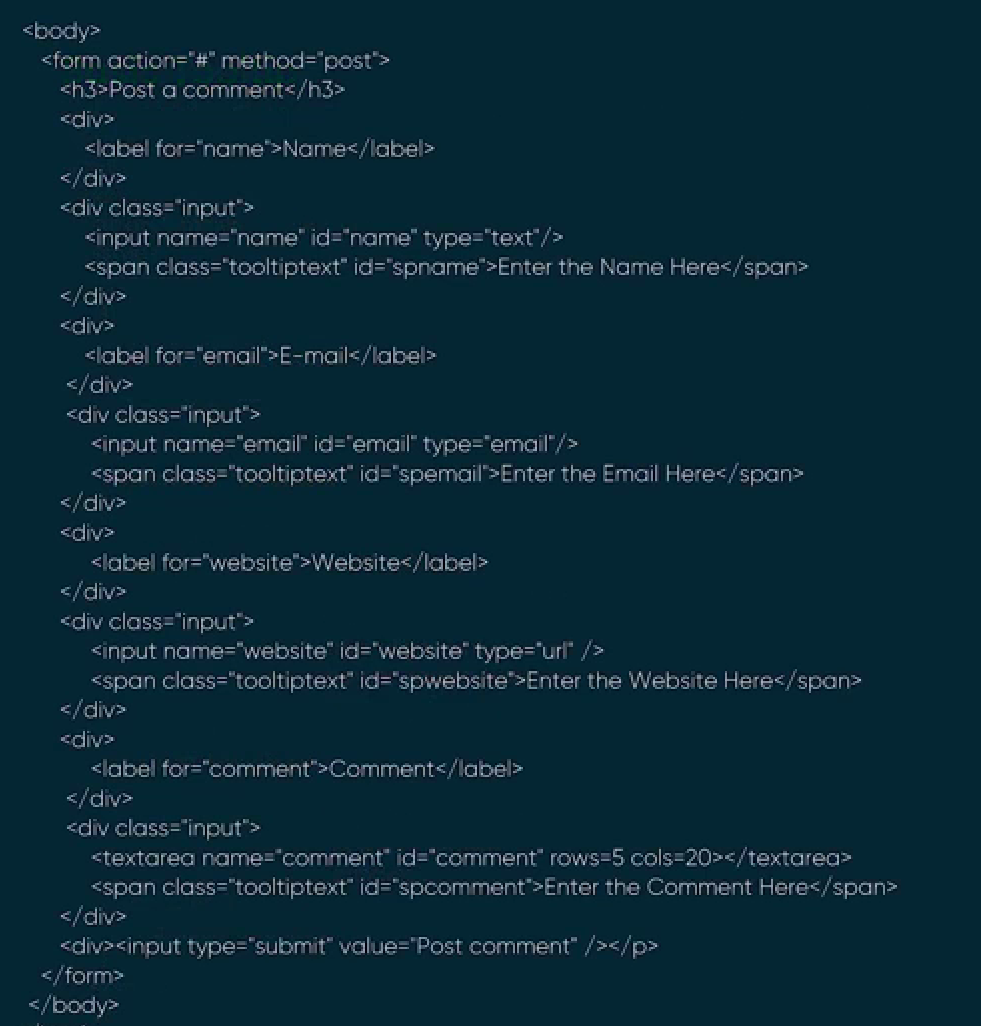 <body>
<form action="#" method="post">
<h3>Post a comment</h3>
<div>
<label for="name">Name</label>
</div>
<div class="input">
<input name="name" id="name" type="text"/>
<span class="tooltiptext" id="spname">Enter the Name Here</span>
</div>
<div>
<label for="email">E-mail</label>
</div>
<div class="input">
<input name="email" id="email" type="email"/>
<span class="tooltiptext" id="spemail">Enter the Email Here</span>
</div>
<div>
<label for="website">Website</label>
</div>
<div class="input">
<input name="website" id="website" type="url" />
<span class="tooltiptext" id="spwebsite">Enter the Website Here</span>
</div>
<div>
<label for="comment">Comment</label>
</div>
<div class="input">
<textarea name="comment" id="comment" rows=5 cols=20></textarea>
<span class="tooltiptext" id="spcomment">Enter the Comment Here</span>
</div>
<div><input type="submit" value="Post comment" /></p>
</form>
</body>